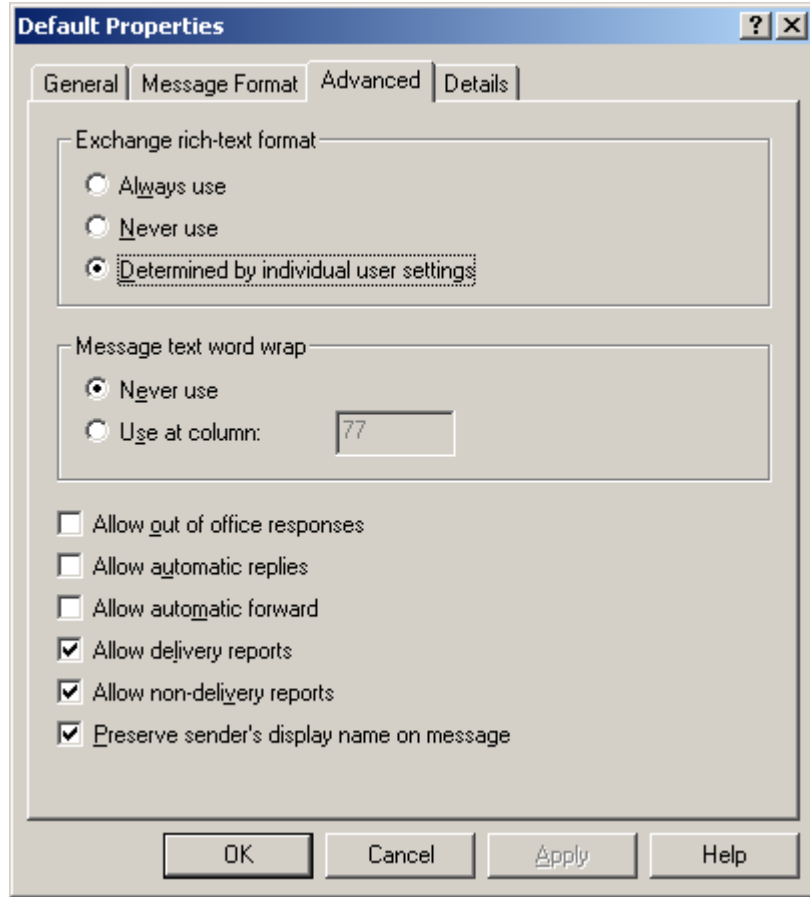 Default Properties
General Message Format Advanced Details
Exchange rich-text format
Always use
Never use
Determined by individual user settings
Message text word wrap
Never use
Use at column: 77
Allow out of office responses
Allow automatic replies
Allow automatic forward
Allow delivery reports
Allow non-delivery reports
Preserve sender's display name on message
OK Cancel Apply Help